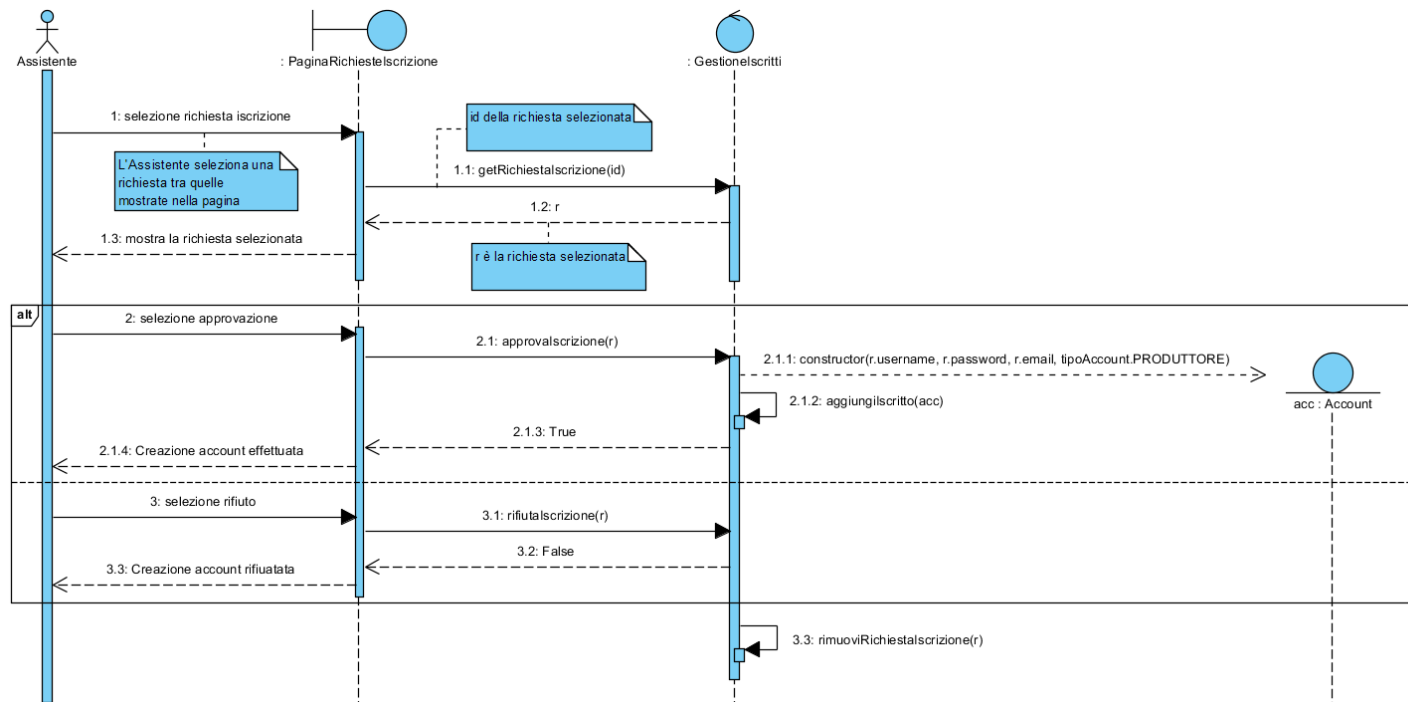 Assistente
: PaginaRichiesteIscrizione
: GestioneIscritti
1: selezione richiesta iscrizione
id della richiesta selezionata
L'Assistente seleziona una
richiesta tra quelle
mostrate nella pagina
1.1: getRichiestaIscrizione(id)
1.2: r
1.3: mostra la richiesta selezionata
r è la richiesta selezionata
alt
2: selezione approvazione
2.1: approvaIscrizione(r)
2.1.1: constructor(r.username, r.password, r.email, tipoAccount.PRODUTTORE)
acc : Account
2.1.2: aggiungiIscritto(acc)
2.1.3: True
2.1.4: Creazione account effettuata
3: selezione rifiuto
3.1: rifiutaIscrizione(r)
3.2: False
3.3: Creazione account rifiuatata
3.3: rimuoviRichiestaIscrizione(r)